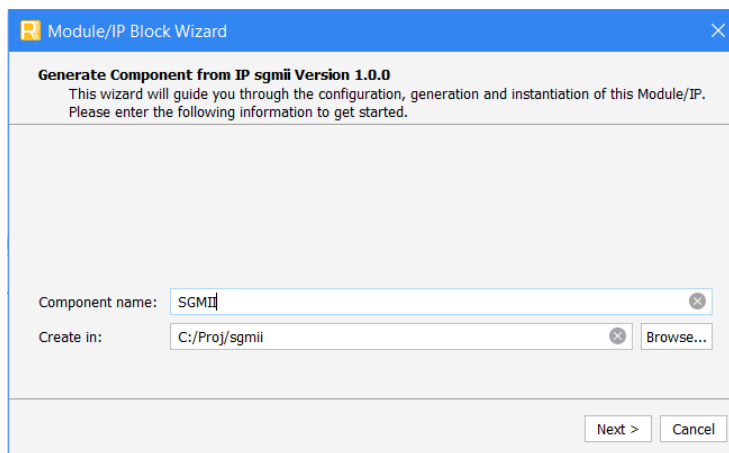 Module/IP Block Wizard
Generate Component from IP sgmii Version 1.0.0
This wizard will guide you through the configuration, generation and instantiation of this Module/IP.
Please enter the following information to get started.
Component name: SGMII
Create in: C:/Proj/sgmii Browse...
Next > Cancel